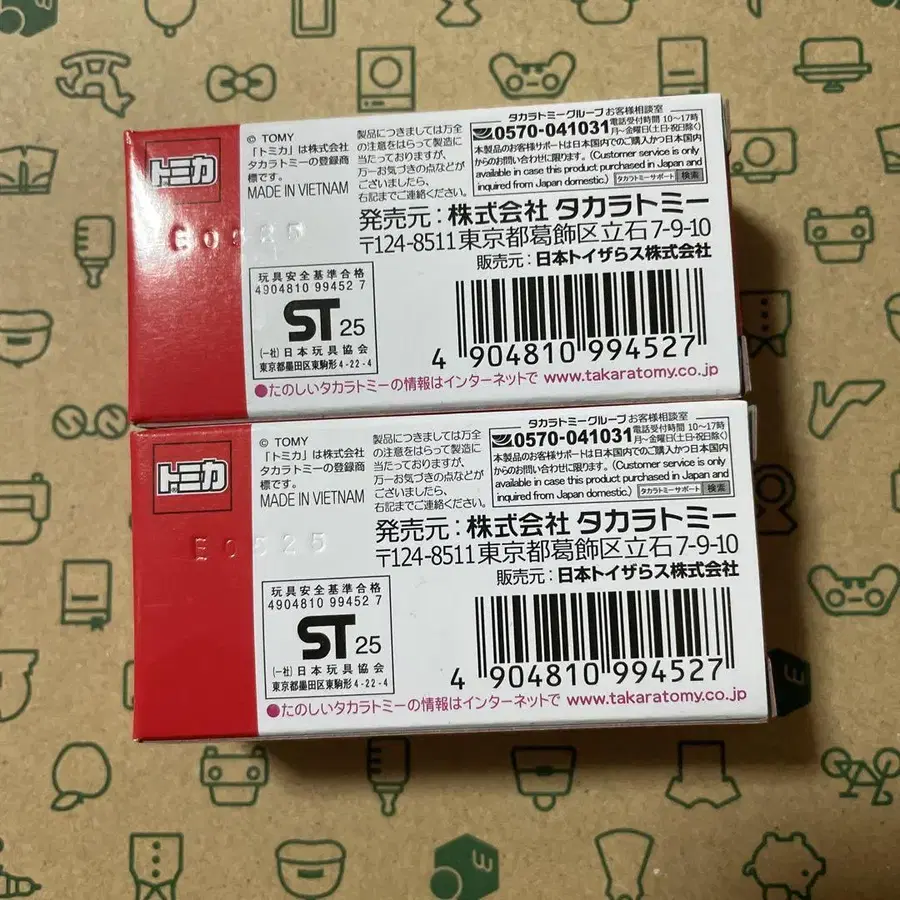 トミカ
© TOMY
「トミカ」は株式会社
タカラトミーの登録商
標です。
MADE IN VIETNAM
E0525
製品につきましては万全
の注意をはらって製造に
当たっておりますが、
万一お気づきの点などが
ございましたら、
右記までご連絡ください。
タカラトミーグループ お客様相談室
0570-041031 電話受付時間 10〜17時
月〜金曜日(土・日・祝日除く)
本製品のお客様サポートは日本国内でのご購入かつ日本国内
からのお問い合わせに限ります。(Customer service is only
available in case this product purchased in Japan and
inquired from Japan domestic.) タカラトミーサポート 検索
発売元:株式会社 タカラトミー
〒124-8511 東京都葛飾区立石7-9-10
販売元:日本トイザらス株式会社
玩具安全基準合格
4904810 99452 7
ST 25
(一社)日本玩具協会
東京都墨田区東駒形4-22-4
4 904810 994527
●たのしいタカラトミーの情報はインターネットで www.takaratomy.co.jp
トミカ
© TOMY
「トミカ」は株式会社
タカラトミーの登録商
標です。
MADE IN VIETNAM
E0525
製品につきましては万全
の注意をはらって製造に
当たっておりますが、
万一お気づきの点などが
ございましたら、
右記までご連絡ください。
タカラトミーグループ お客様相談室
0570-041031 電話受付時間 10〜17時
月〜金曜日(土・日・祝日除く)
本製品のお客様サポートは日本国内でのご購入かつ日本国内
からのお問い合わせに限ります。(Customer service is only
available in case this product purchased in Japan and
inquired from Japan domestic.) タカラトミーサポート 検索
発売元:株式会社 タカラトミー
〒124-8511 東京都葛飾区立石7-9-10
販売元:日本トイザらス株式会社
玩具安全基準合格
4904810 99452 7
ST 25
(一社)日本玩具協会
東京都墨田区東駒形4-22-4
4 904810 994527
●たのしいタカラトミーの情報はインターネットで www.takaratomy.co.jp